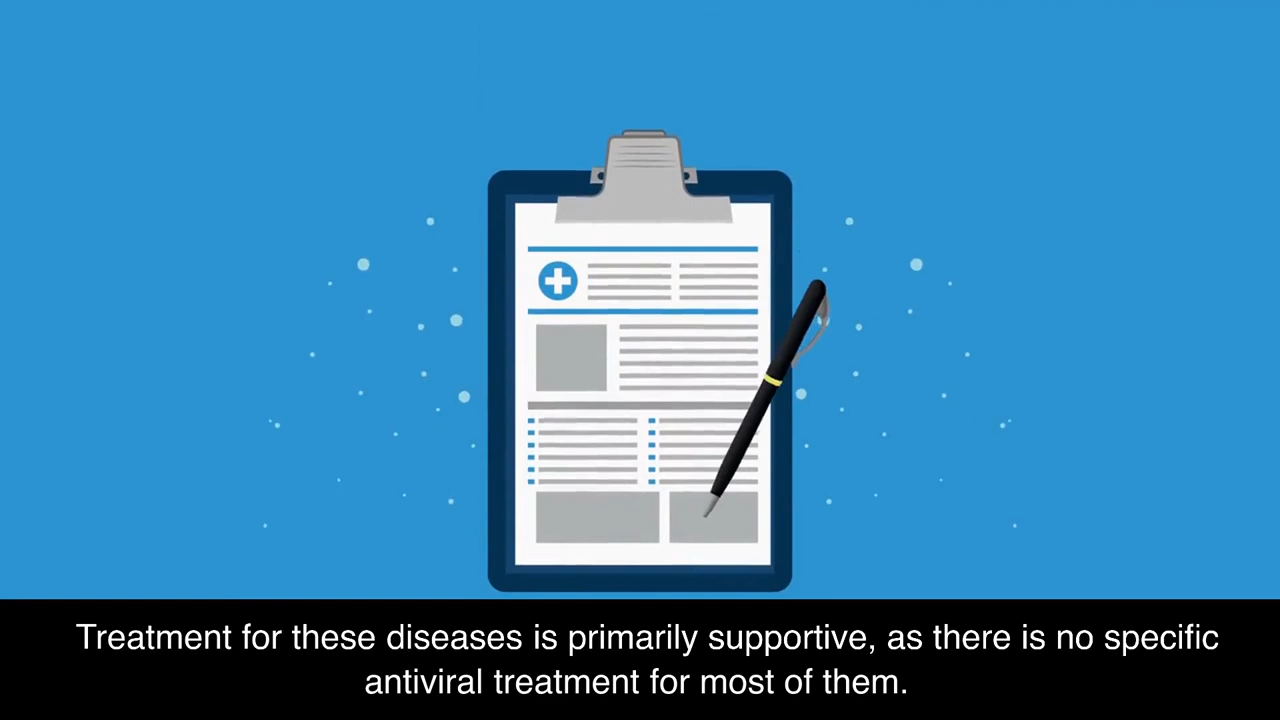 Treatment for these diseases is primarily supportive, as there is no specific
antiviral treatment for most of them.